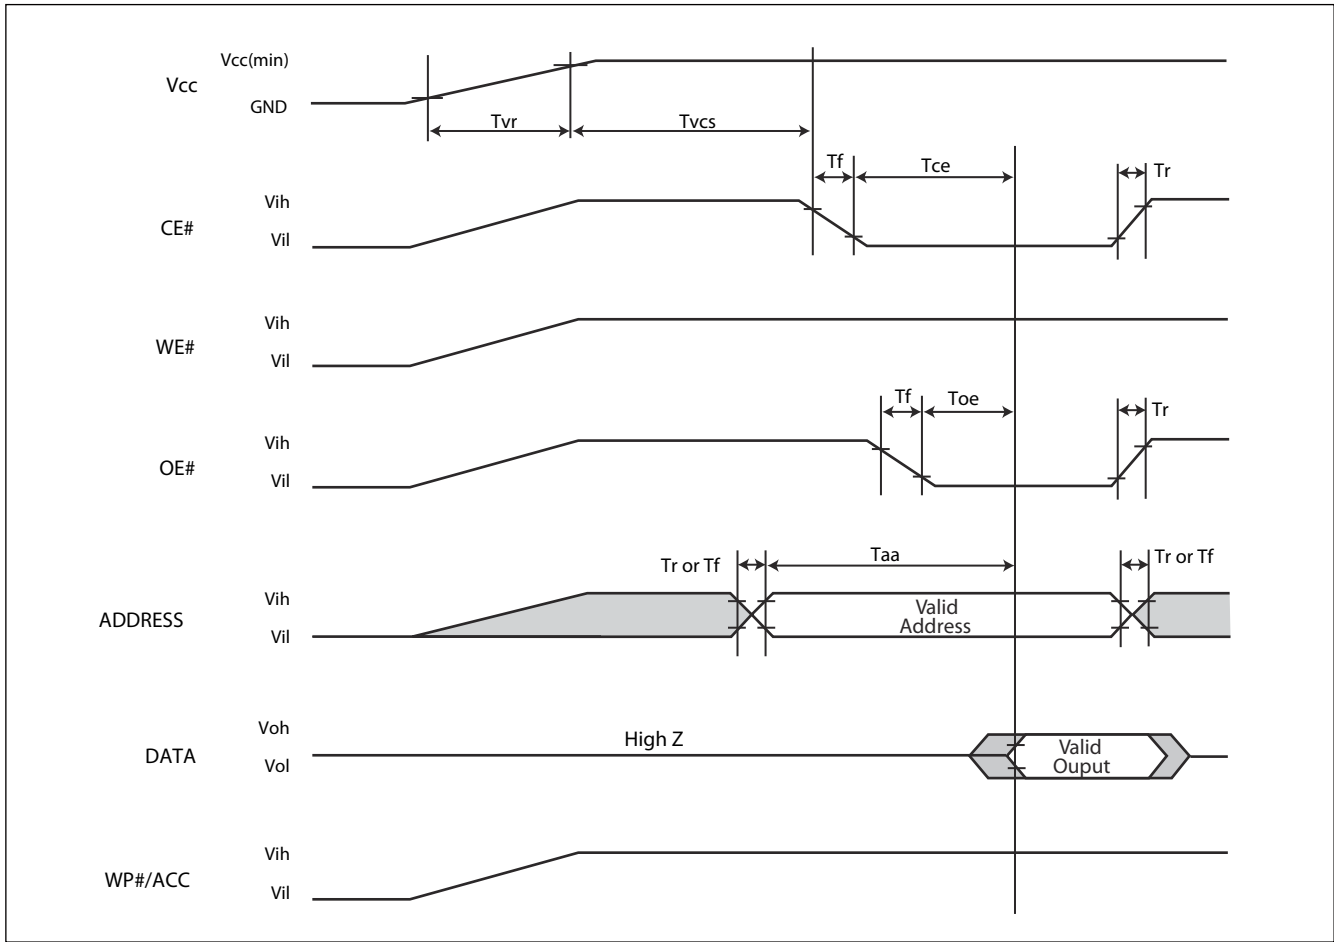 Vcc(min)
Vcc
GND
Tvr
Tvcs
Tf
Tce
Tr
Vih
CE#
Vil
Vih
WE#
Vil
Tf
Toe
Tr
Vih
OE#
Vil
Tr or Tf
Taa
Tr or Tf
Vih
ADDRESS
Vil
Valid
Address
Voh
DATA
Vol
High Z
Valid
Ouput
Vih
WP#/ACC
Vil